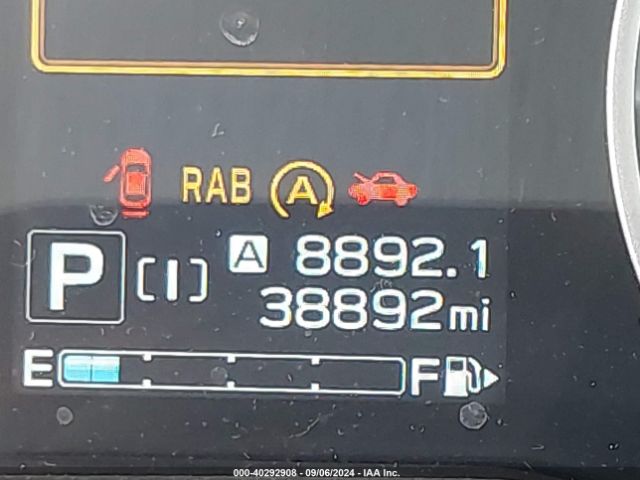 RAB A
P [I] A 8892.1
38892mi
E F
000-40292908 - 09/06/2024 - IAA Inc.